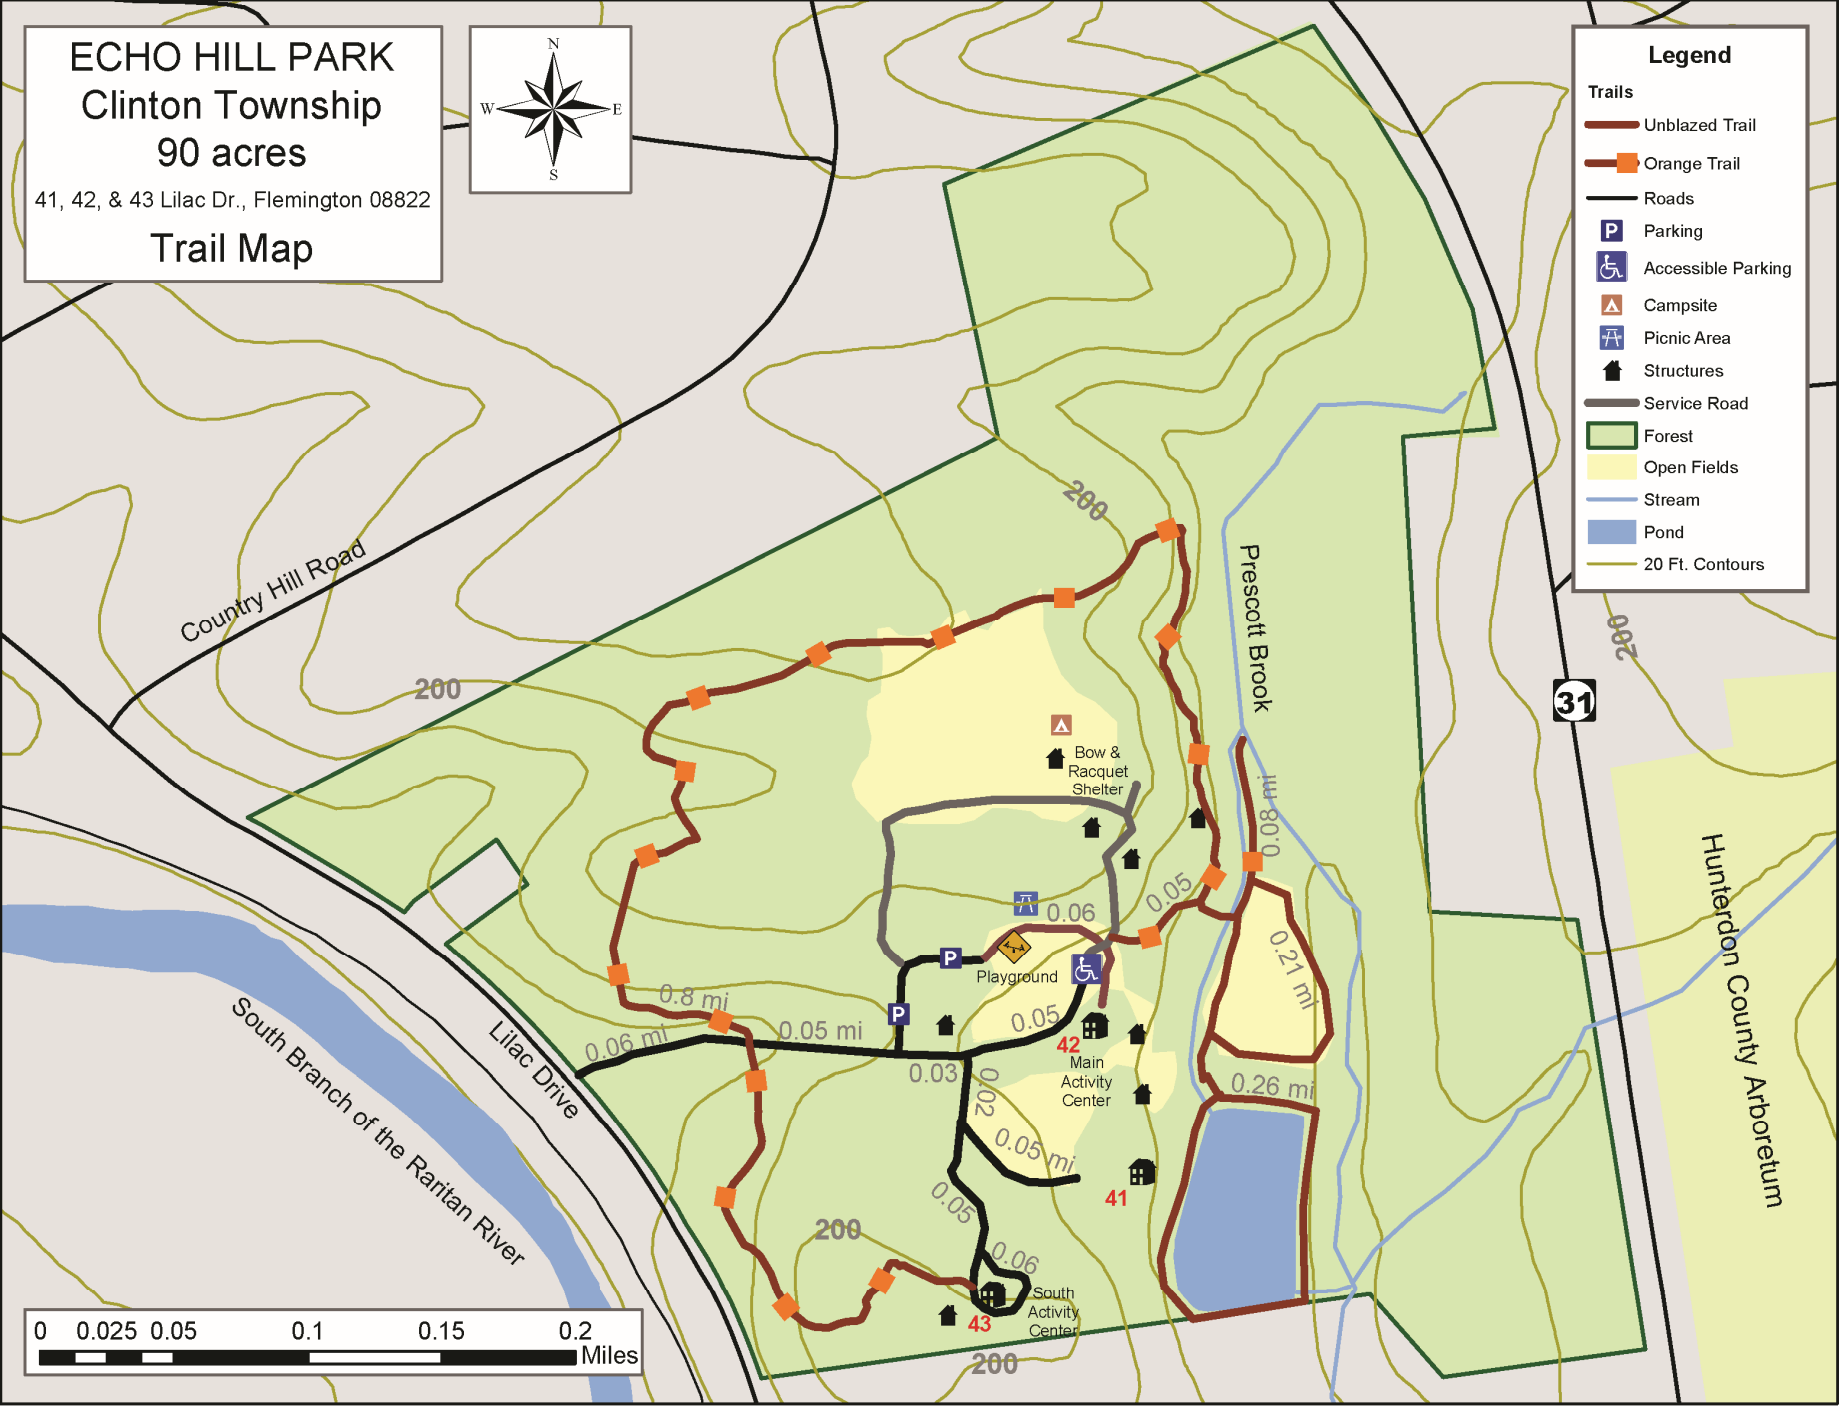 ECHO HILL PARK
Clinton Township
90 acres
41, 42, & 43 Lilac Dr., Flemington 08822
Trail Map
N
W
E
S
Legend
Trails
Unblazed Trail
Orange Trail
Roads
P Parking
Accessible Parking
Campsite
Picnic Area
Structures
Service Road
Forest
Open Fields
Stream
Pond
20 Ft. Contours
200
Country Hill Road
Prescott Brook
200
200
31
Bow &
Racquet
Shelter
0.08 mi
Hunterdon County Arboretum
0.05
0.06
P
Playground
0.21 mi
0.8 mi
P
0.05
0.05 mi
0.06 mi
42
Main
Activity
Center
South Branch of the Raritan River
Lilac Drive
0.03
0.02
0.26 mi
0.05 mi
41
0.05
200
0.06
South
Activity
Center
43
200
0 0.025 0.05 0.1 0.15 0.2
Miles